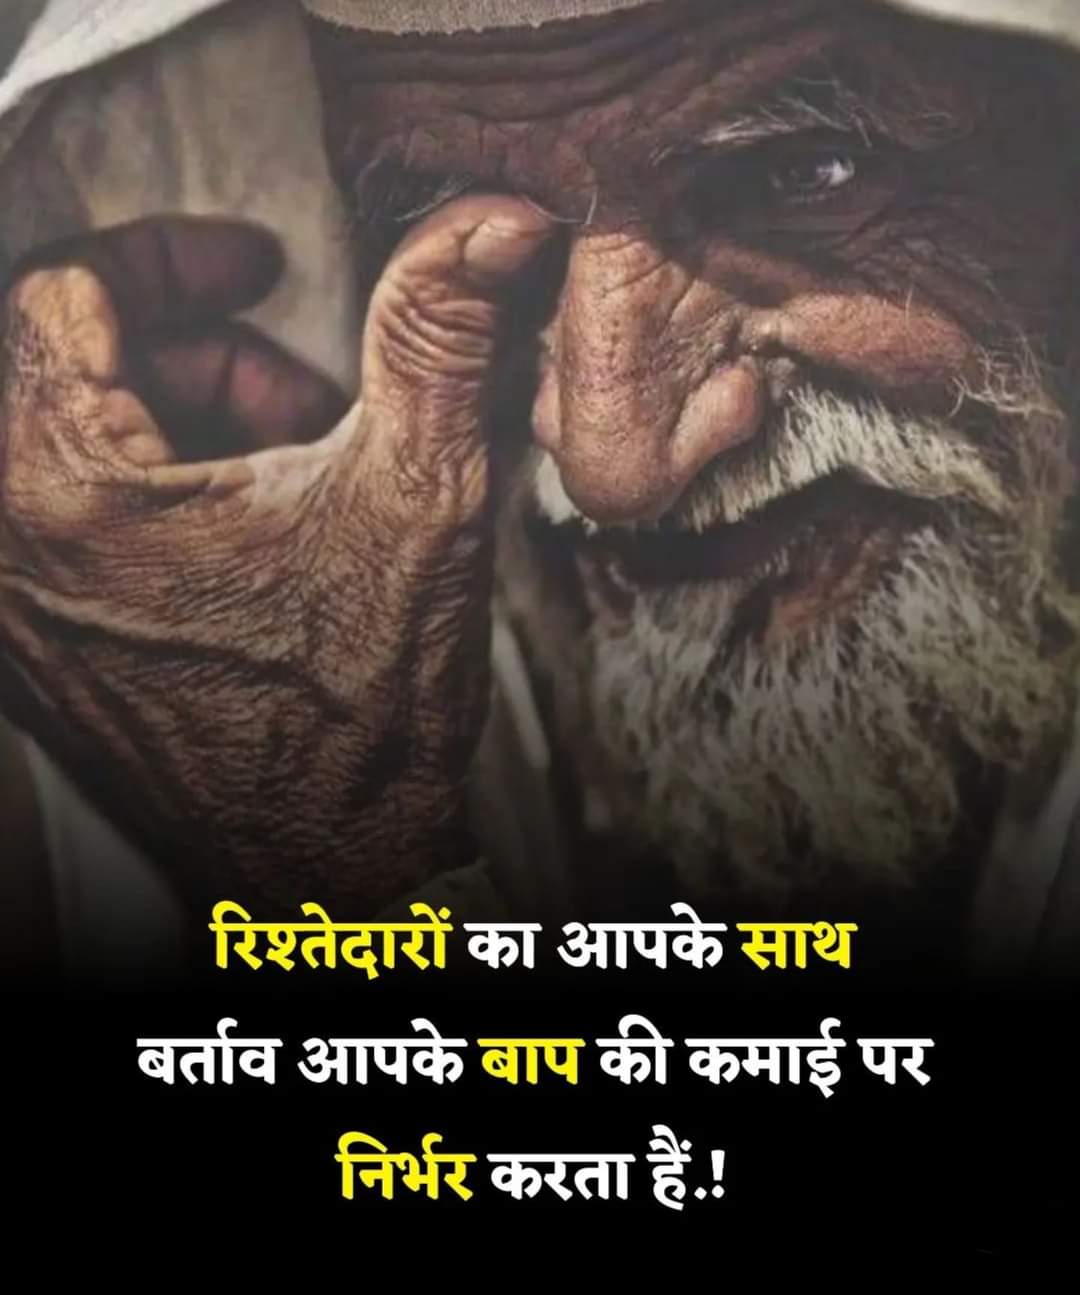 रिश्तेदारों का आपके साथ
बर्ताव आपके बाप की कमाई पर
निर्भर करता हैं.!